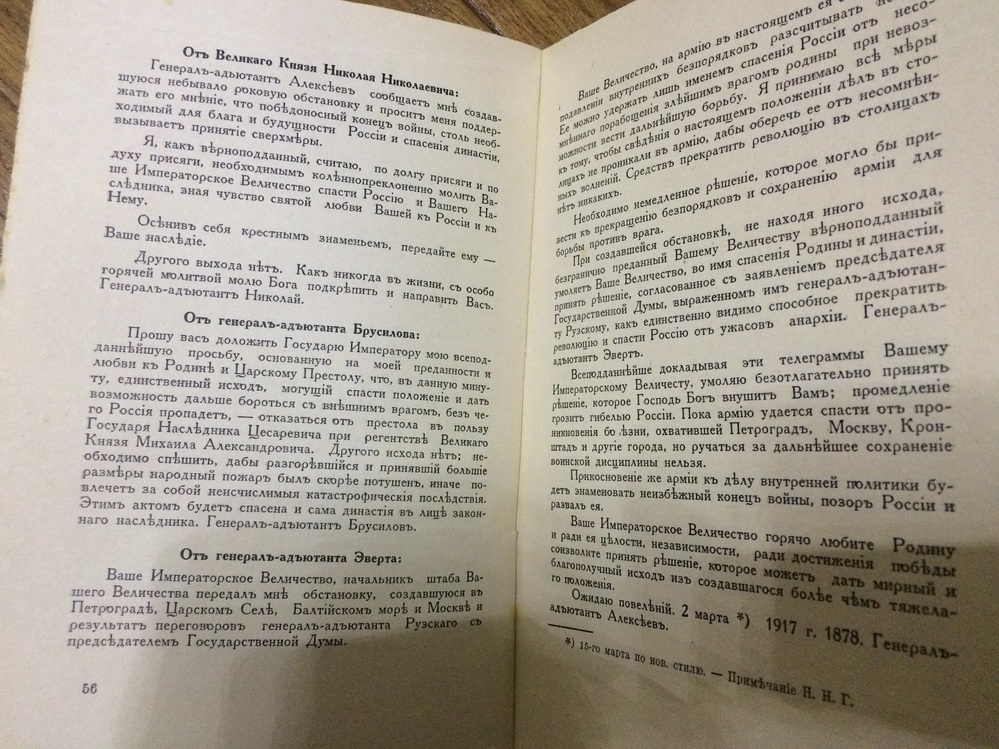 Отъ Великаго Князя Николая Николаевича:
Генералъ-адъютантъ Алексѣевъ сообщаетъ мнѣ создав-
шуюся небывало роковую обстановку и проситъ меня поддер-
жать его мнѣніе, что побѣдоносный конецъ войны, столь необ-
ходимый для блага и будущности Россіи и спасенія династіи,
вызываетъ принятіе сверхмѣры.
Я, какъ вѣрноподданный, считаю, по долгу присяги и по
духу присяги, необходимымъ колѣнопреклоненно молить Ва-
ше Императорское Величество спасти Россію и Вашего На-
слѣдника, зная чувство святой любви Вашей къ Россіи и къ
Нему.
Осѣнивъ себя крестнымъ знаменьемъ, передайте ему —
Ваше наслѣдіе.
Другого выхода нѣтъ. Какъ никогда въ жизни, съ особо
горячей молитвой молю Бога подкрѣпить и направить Васъ.
Генералъ-адъютантъ Николай.
Отъ генералъ-адъютанта Брусилова:
Прошу васъ доложить Государю Императору мою всепод-
даннѣйшую просьбу, основанную на моей преданности и
любви къ Родинѣ и Царскому Престолу, что, въ данную мину-
ту, единственный исходъ, могущій спасти положеніе и дать
возможность дальше бороться съ внѣшнимъ врагомъ, безъ че-
го Россія пропадетъ, — отказаться отъ престола въ пользу
Государя Наслѣдника Цесаревича при регентствѣ Великаго
Князя Михаила Александровича. Другого исхода нѣтъ; не-
обходимо спѣшить, дабы разгорѣвшійся и принявшій большіе
размѣры народный пожаръ былъ скорѣе потушенъ, иначе по-
влечетъ за собой неисчислимыя катастрофическія послѣдствія.
Этимъ актомъ будетъ спасена и сама династія въ лицѣ закон-
наго наслѣдника. Генералъ-адъютантъ Брусиловъ.
Отъ генералъ-адъютанта Эверта:
Ваше Императорское Величество, начальникъ штаба Ва-
шего Величества передалъ мнѣ обстановку, создавшуюся въ
Петроградѣ, Царскомъ Селѣ, Балтійскомъ морѣ и Москвѣ и
результатъ переговоровъ генералъ-адъютанта Рузскаго съ
предсѣдателемъ Государственной Думы.
56
Ваше Величество, на армію въ настоящемъ ея
подавленіи внутреннихъ безпорядковъ разсчитывать
Ее можно удержать лишь именемъ спасенія Россіи отъ несо-
мнѣннаго порабощенія злѣйшимъ врагомъ родины при невоз-
можности вести дальнѣйшую борьбу. Я принимаю всѣ мѣры
къ тому, чтобы свѣдѣнія о настоящемъ положеніи дѣлъ въ сто-
лицахъ не проникали въ армію, дабы оберечь ее отъ несомнѣн-
ныхъ волненій. Средствъ прекратить революцію въ столицахъ
нѣтъ никакихъ.
Необходимо немедленное рѣшеніе, которое могло бы при-
вести къ прекращенію безпорядковъ и сохраненію арміи для
борьбы противъ врага.
При создавшейся обстановкѣ, не находя иного исхода,
безгранично преданный Вашему Величеству вѣрноподданный
умоляетъ Ваше Величество, во имя спасенія Родины и династіи,
принять рѣшеніе, согласованное съ заявленіемъ предсѣдателя
Государственной Думы, выраженномъ имъ генералъ-адъютан-
ту Рузскому, какъ единственно видимо способное прекратить
революцію и спасти Россію отъ ужасовъ анархіи. Генералъ-
адъютантъ Эвертъ.
Всеподданнѣйше докладывая эти телеграммы Вашему
Императорскому Величесту, умоляю безотлагательно принять
рѣшеніе, которое Господь Богъ внушитъ Вамъ; промедленіе
грозитъ гибелью Россіи. Пока армію удается спасти отъ про-
никновенія болѣзни, охватившей Петроградъ, Москву, Крон-
штадъ и другіе города, но ручаться за дальнѣйшее сохраненіе
воинской дисциплины нельзя.
Прикосновеніе же арміи къ дѣлу внутренней политики бу-
детъ знаменовать неизбѣжный конецъ войны, позоръ Россіи и
развалъ ея.
Ваше Императорское Величество горячо любите Родину
и ради ея цѣлости, независимости, ради достиженія побѣды
соизволите принять рѣшеніе, которое можетъ дать мирный и
благополучный исходъ изъ создавшагося болѣе чѣмъ тяжела-
го положенія.
Ожидаю повелѣній. 2 марта *) 1917 г. 1878. Генералъ-
адъютантъ Алексѣевъ.
*) 15-го марта по нов. стилю. — Примѣчаніе Н. Н. Г.